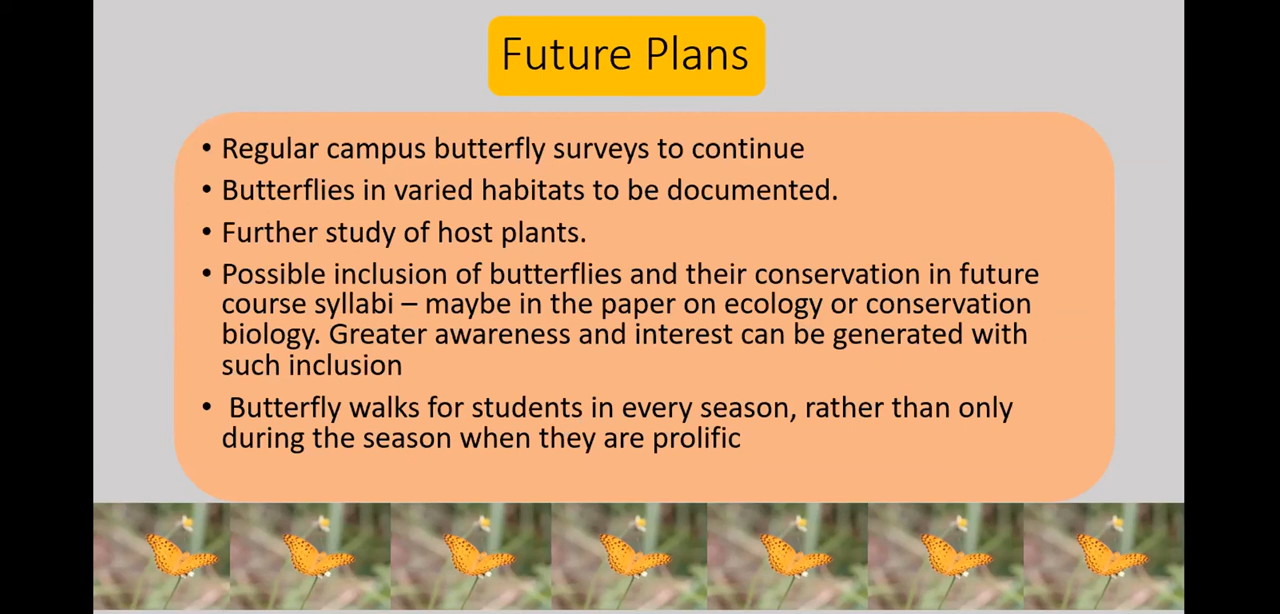 Future Plans
• Regular campus butterfly surveys to continue
• Butterflies in varied habitats to be documented.
• Further study of host plants.
• Possible inclusion of butterflies and their conservation in future
course syllabi – maybe in the paper on ecology or conservation
biology. Greater awareness and interest can be generated with
such inclusion
• Butterfly walks for students in every season, rather than only
during the season when they are prolific